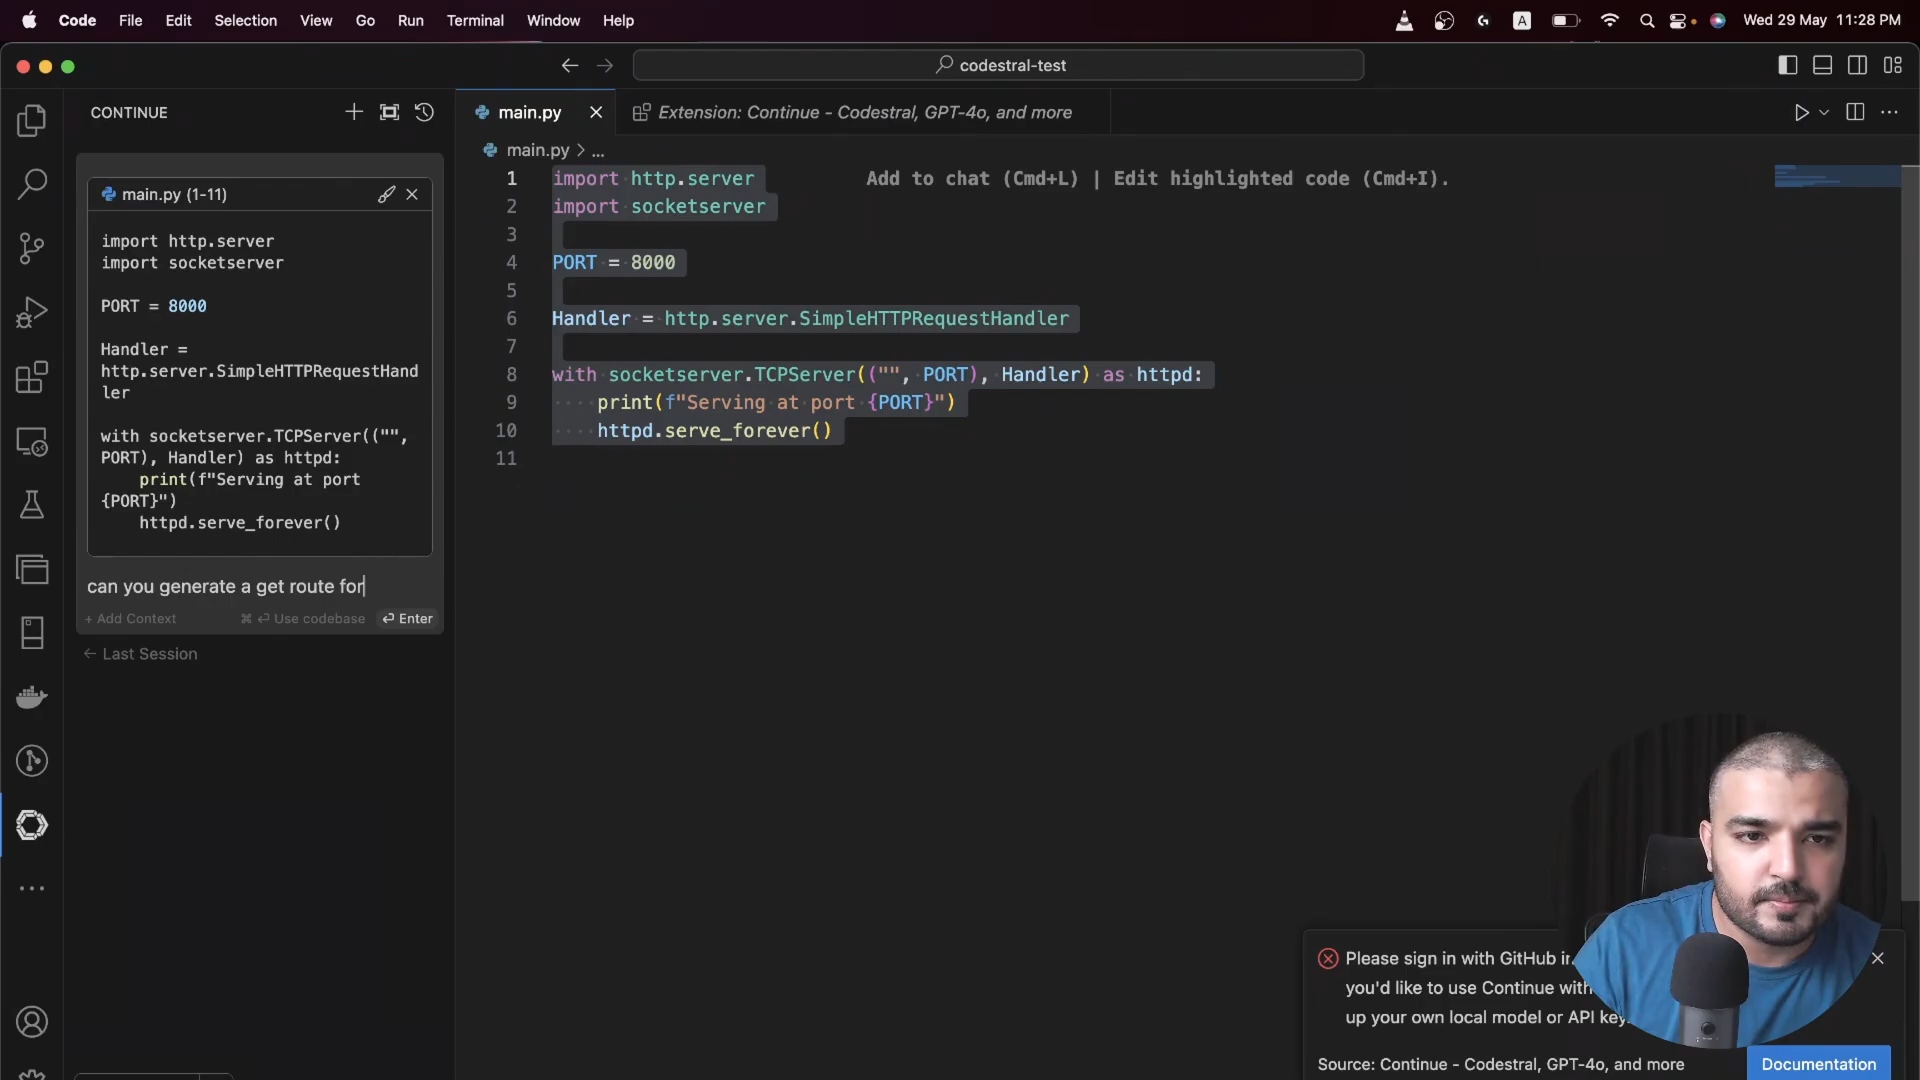 Code File Edit Selection View Go Run Terminal Window Help
A
Wed 29 May 11:28 PM
codestral-test
CONTINUE
main.py
Extension: Continue - Codestral, GPT-4o, and more
main.py > ...
main.py (1-11)
import http.server
import socketserver
PORT = 8000
Handler =
http.server.SimpleHTTPRequestHand
ler
with socketserver.TCPServer(("",
PORT), Handler) as httpd:
print(f"Serving at port
{PORT}")
httpd.serve_forever()
can you generate a get route for
+ Add Context
⌘ ⏎ Use codebase
⏎ Enter
← Last Session
1 import http.server
Add to chat (Cmd+L) | Edit highlighted code (Cmd+I).
2 import socketserver
3
4 PORT = 8000
5
6 Handler = http.server.SimpleHTTPRequestHandler
7
8 with socketserver.TCPServer(("", PORT), Handler) as httpd:
9 print(f"Serving at port {PORT}")
10 httpd.serve_forever()
11
Please sign in with GitHub
you'd like to use Continue with
up your own local model or API key
Source: Continue - Codestral, GPT-4o, and more
Documentation